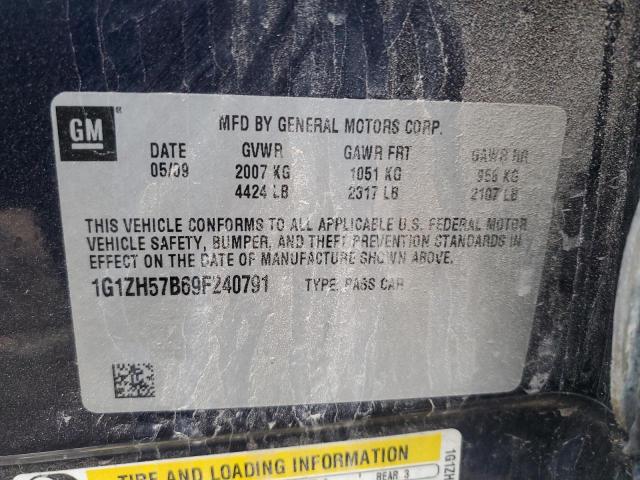 GM
MFD BY GENERAL MOTORS CORP.
DATE GVWR GAWR FRT GAWR RR
05/09 2007 KG 1051 KG 956 KG
4424 LB 2317 LB 2107 LB
THIS VEHICLE CONFORMS TO ALL APPLICABLE U.S. FEDERAL MOTOR
VEHICLE SAFETY, BUMPER, AND THEFT PREVENTION STANDARDS IN
EFFECT ON THE DATE OF MANUFACTURE SHOWN ABOVE.
1G1ZH57B69F240791 TYPE: PASS CAR
TIRE AND LOADING INFORMATION
REAR 3
1G1ZH